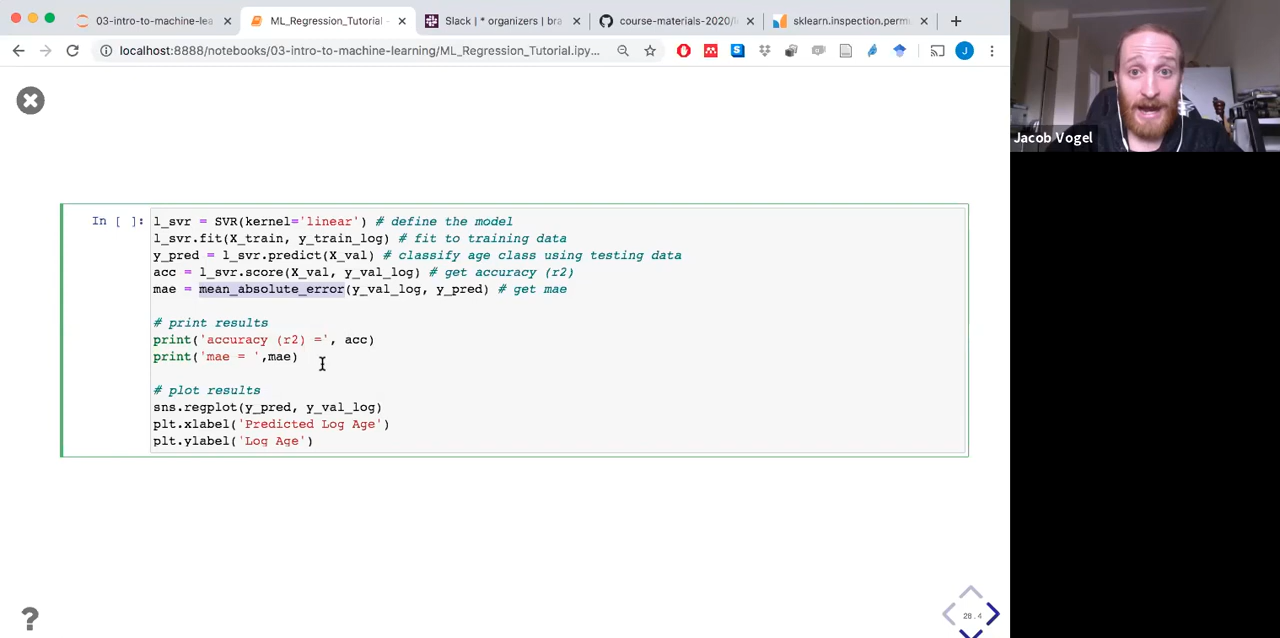 03-intro-to-machine-lea
ML_Regression_Tutorial
Slack | * organizers | bra
course-materials-2020/
sklearn.inspection.perm
localhost:8888/notebooks/03-intro-to-machine-learning/ML_Regression_Tutorial.ipy...
J
Jacob Vogel
In [ ]:
l_svr = SVR(kernel='linear') # define the model
l_svr.fit(X_train, y_train_log) # fit to training data
y_pred = l_svr.predict(X_val) # classify age class using testing data
acc = l_svr.score(X_val, y_val_log) # get accuracy (r2)
mae = mean_absolute_error(y_val_log, y_pred) # get mae
# print results
print('accuracy (r2) =', acc)
print('mae = ',mae)
# plot results
sns.regplot(y_pred, y_val_log)
plt.xlabel('Predicted Log Age')
plt.ylabel('Log Age')
?
28.4